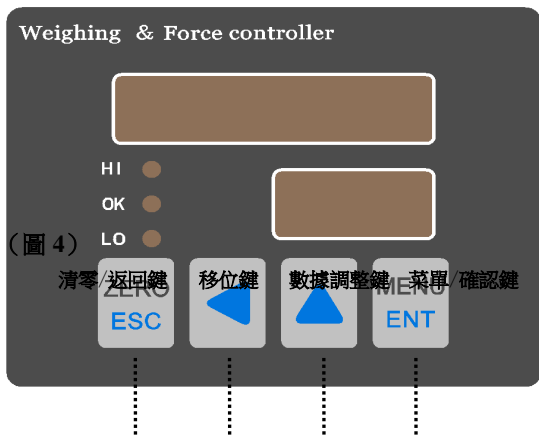 Weighing & Force controller
HI
OK
LO
（圖 4）
清零/返回鍵 移位鍵 數據調整鍵 菜單/確認鍵
ZERO MENU
ESC ENT